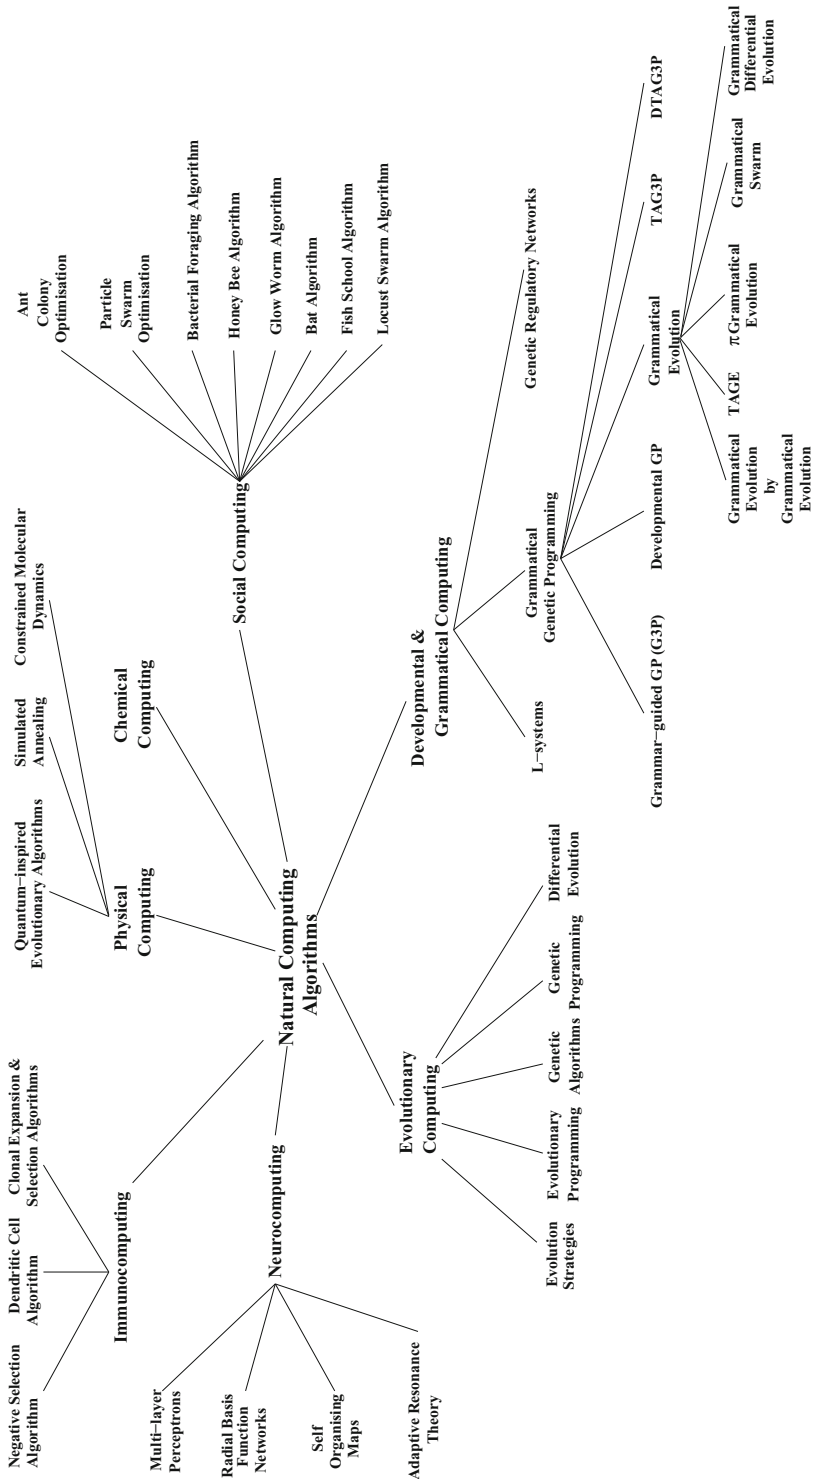 Natural Computing
Algorithms
Immunocomputing
Negative Selection
Algorithm
Dendritic Cell
Algorithm
Clonal Expansion &
Selection Algorithms
Neurocomputing
Multi−layer
Perceptrons
Radial Basis
Function
Networks
Self
Organising
Maps
Adaptive Resonance
Theory
Physical
Computing
Quantum−inspired
Evolutionary Algorithms
Simulated
Annealing
Constrained Molecular
Dynamics
Chemical
Computing
Social Computing
Ant
Colony
Optimisation
Particle
Swarm
Optimisation
Bacterial Foraging Algorithm
Honey Bee Algorithm
Glow Worm Algorithm
Bat Algorithm
Fish School Algorithm
Locust Swarm Algorithm
Evolutionary
Computing
Evolution
Strategies
Evolutionary
Programming
Genetic
Algorithms
Genetic
Programming
Differential
Evolution
Developmental &
Grammatical Computing
L−systems
Grammatical
Genetic Programming
Genetic Regulatory Networks
Grammar−guided GP (G3P)
Developmental GP
Grammatical
Evolution
TAG3P
DTAG3P
Grammatical
Evolution
by
Grammatical
Evolution
TAGE
πGrammatical
Evolution
Grammatical
Swarm
Grammatical
Differential
Evolution